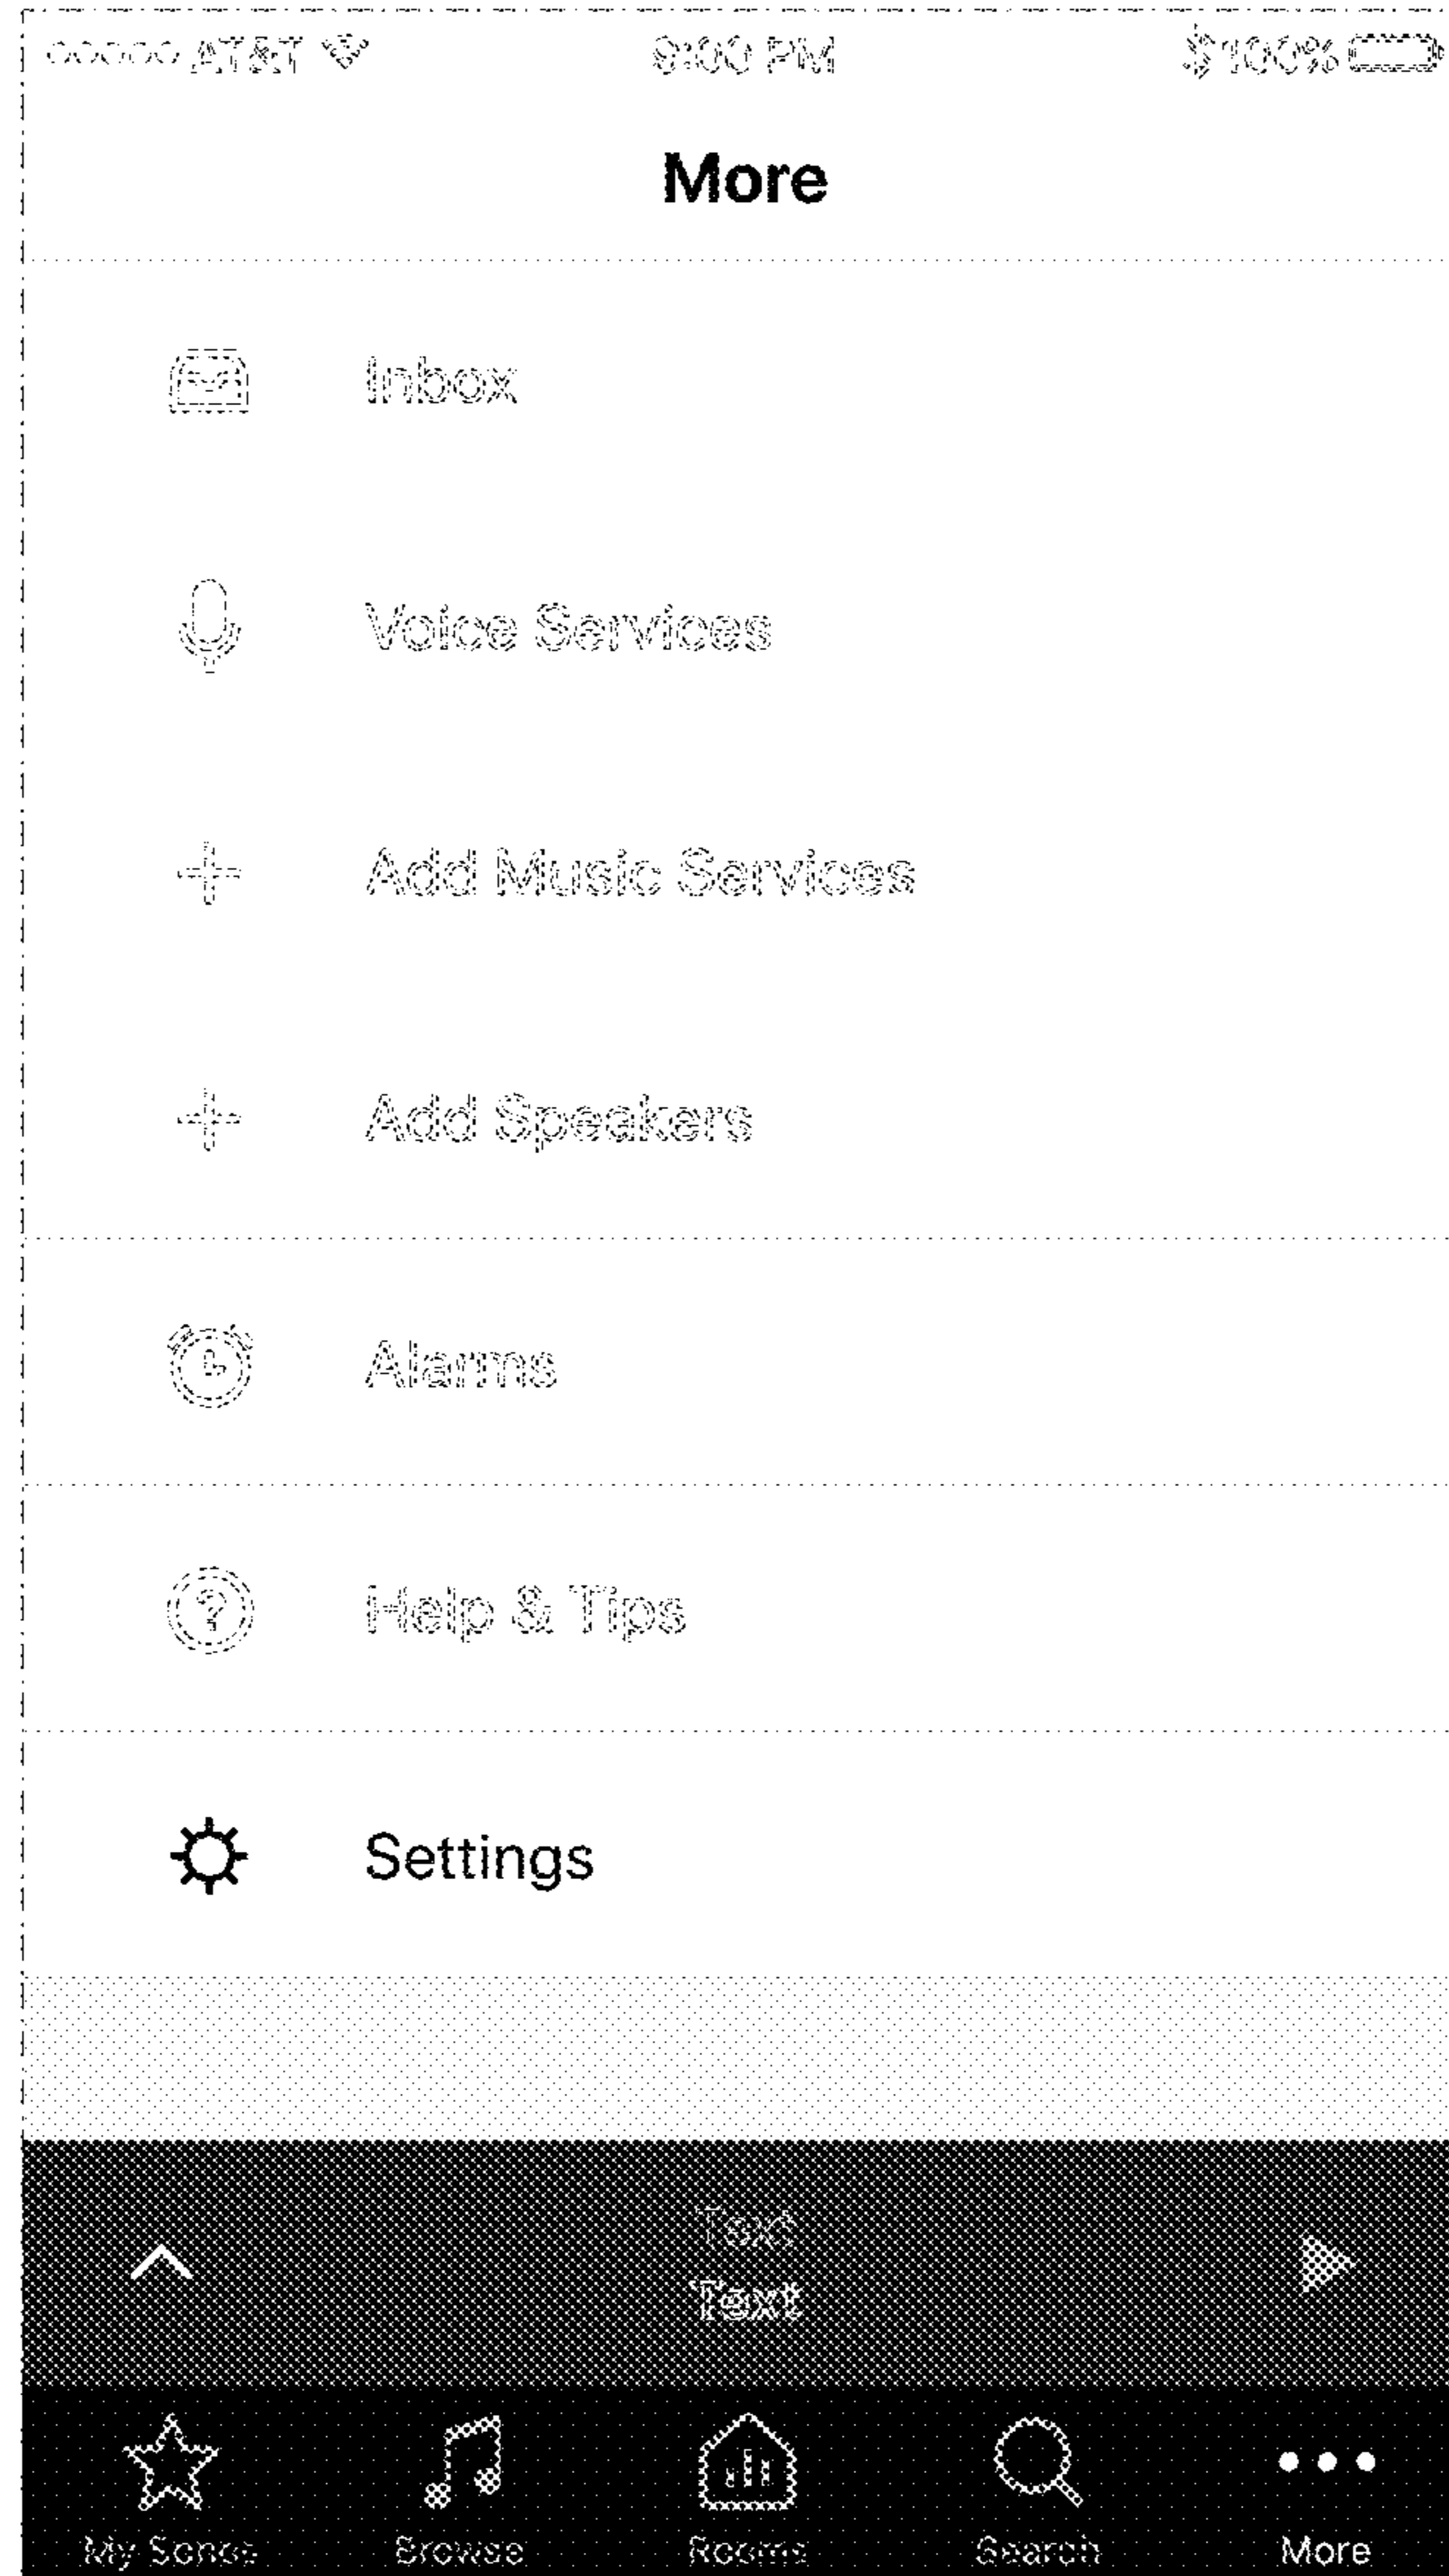 AT&T 9:00 PM 100%
More
Inbox
Voice Services
Add Music Services
Add Speakers
Alarms
Help & Tips
Settings
Text
Text
My Sonos Browse Rooms Search More